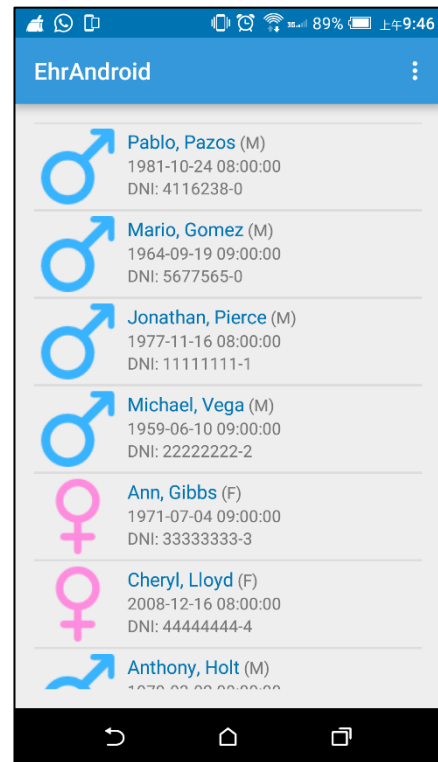 89% 上午9:46
EhrAndroid
Pablo, Pazos (M)
1981-10-24 08:00:00
DNI: 4116238-0
Mario, Gomez (M)
1964-09-19 09:00:00
DNI: 5677565-0
Jonathan, Pierce (M)
1977-11-16 08:00:00
DNI: 11111111-1
Michael, Vega (M)
1959-06-10 09:00:00
DNI: 22222222-2
Ann, Gibbs (F)
1971-07-04 09:00:00
DNI: 33333333-3
Cheryl, Lloyd (F)
2008-12-16 08:00:00
DNI: 44444444-4
Anthony, Holt (M)